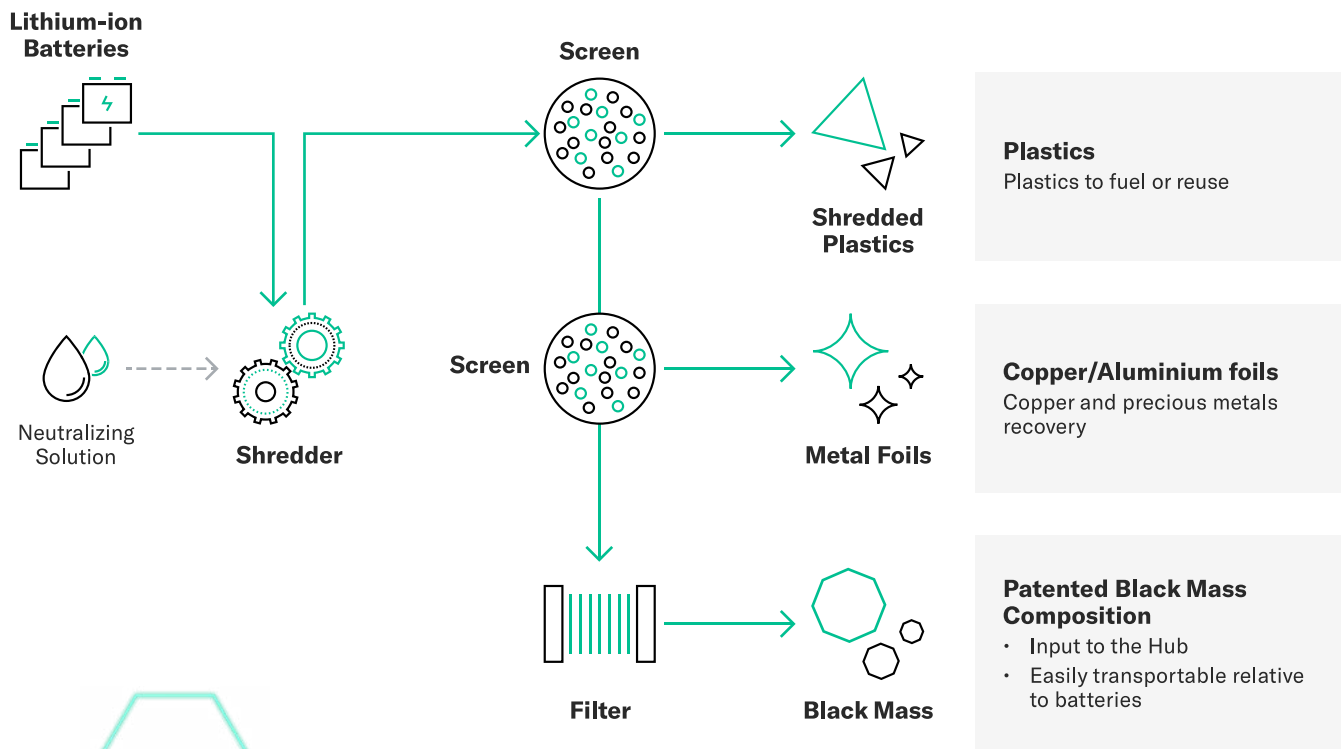 Lithium-ion
Batteries
Screen
Shredded
Plastics
Plastics
Plastics to fuel or reuse
Neutralizing
Solution
Shredder
Screen
Metal Foils
Copper/Aluminium foils
Copper and precious metals
recovery
Filter
Black Mass
Patented Black Mass
Composition
• Input to the Hub
• Easily transportable relative
to batteries